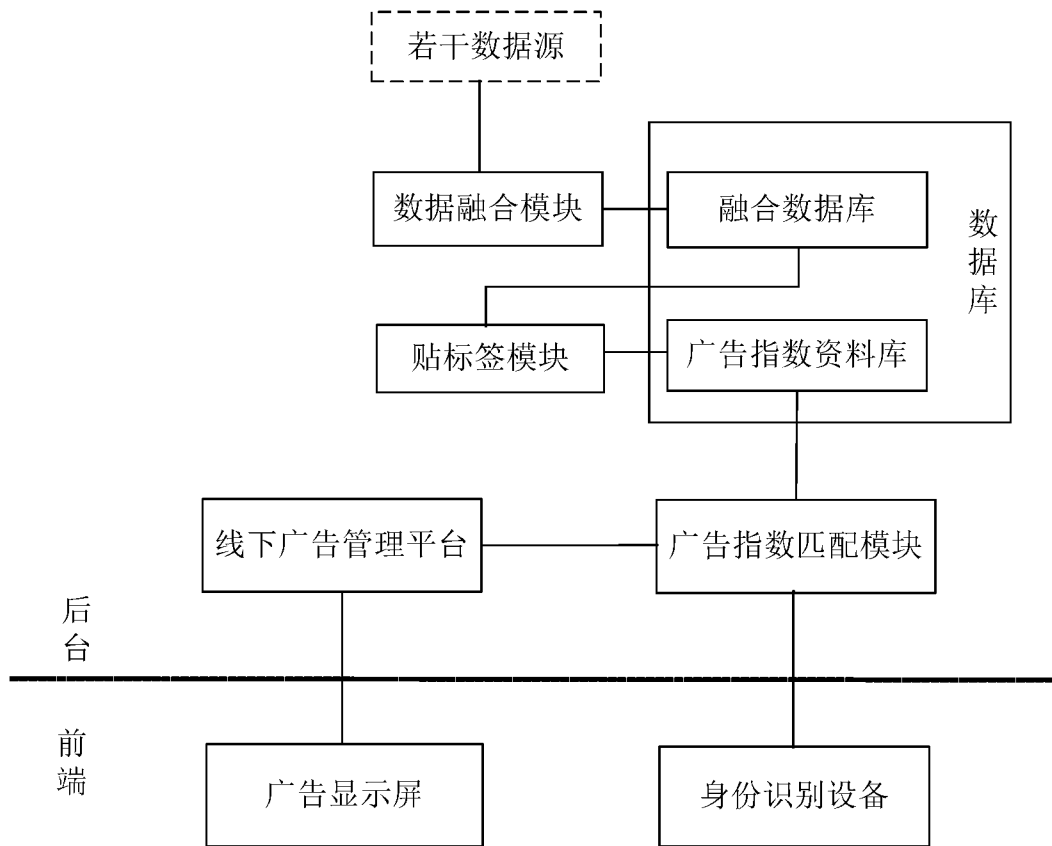 若干数据源
数据融合模块
融合数据库
数据库
贴标签模块
广告指数资料库
线下广告管理平台
广告指数匹配模块
后台
前端
广告显示屏
身份识别设备